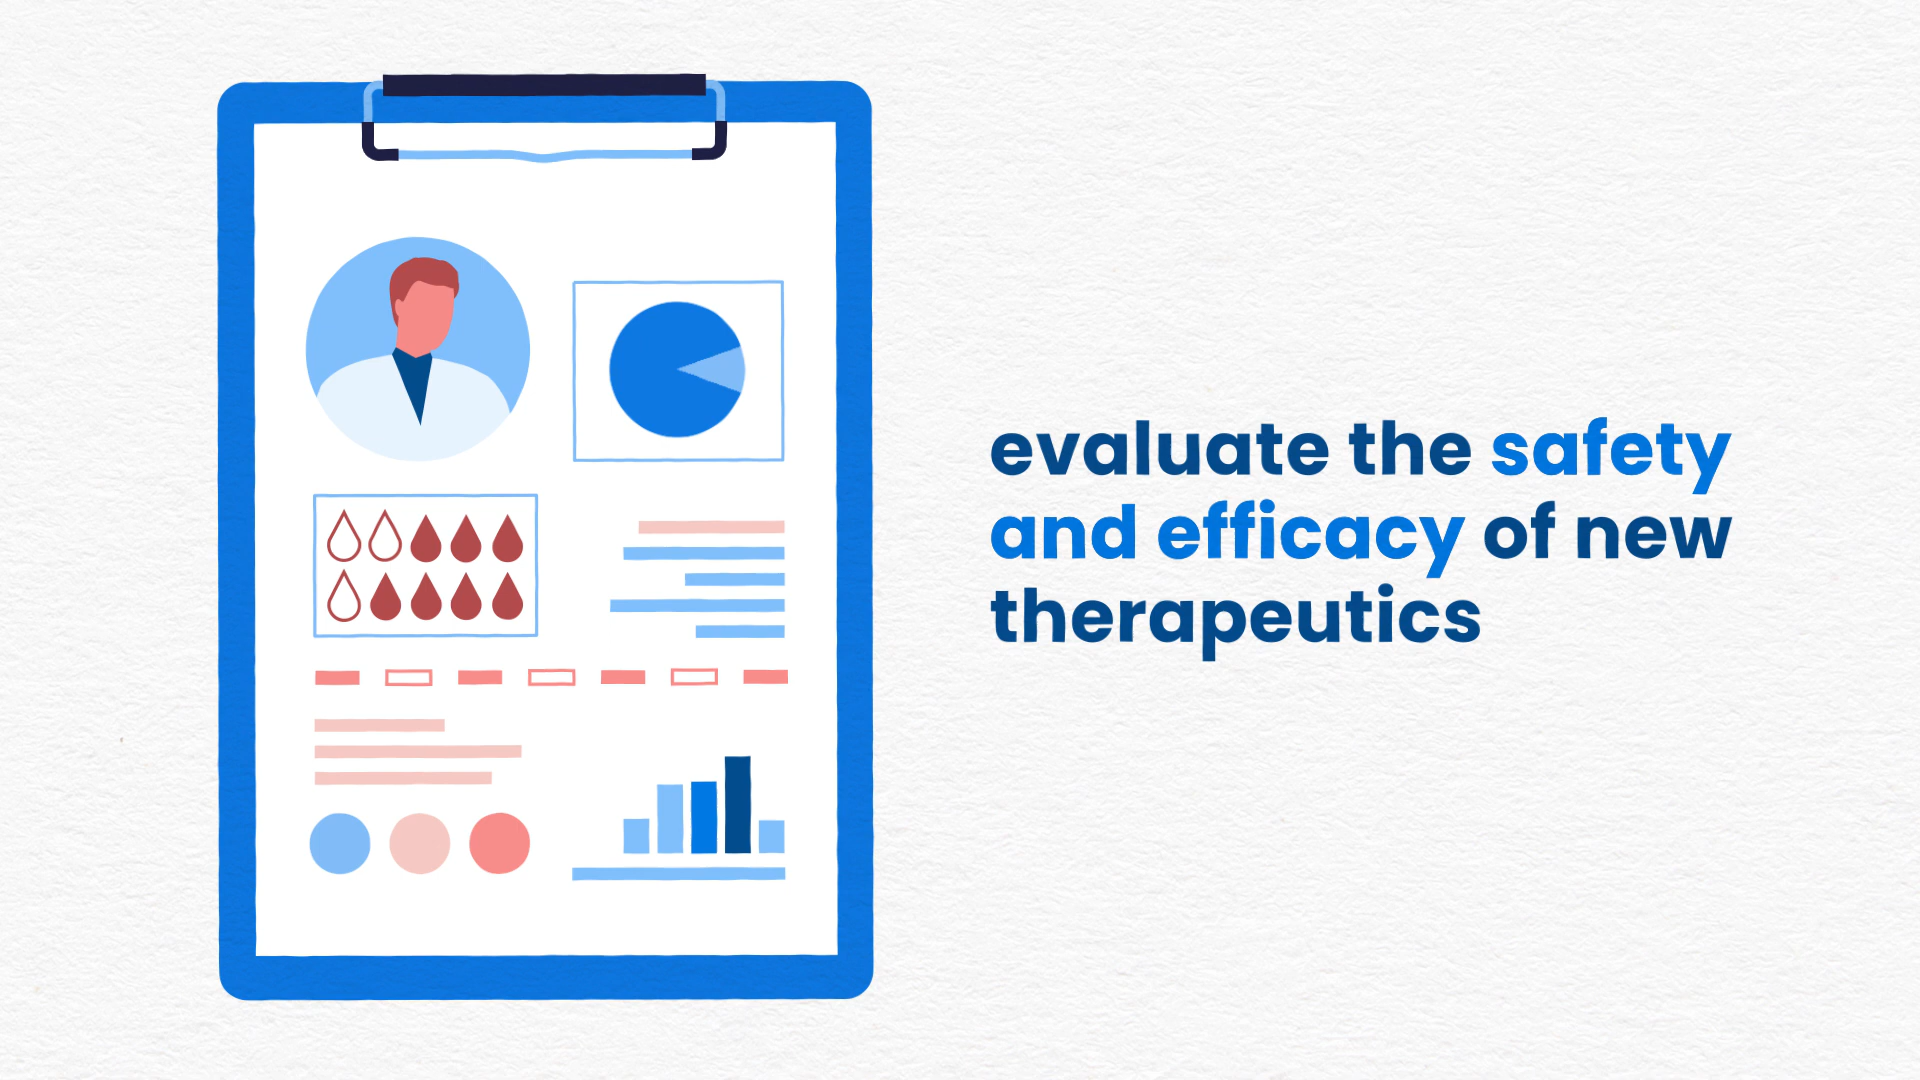 evaluate the safety
and efficacy of new
therapeutics